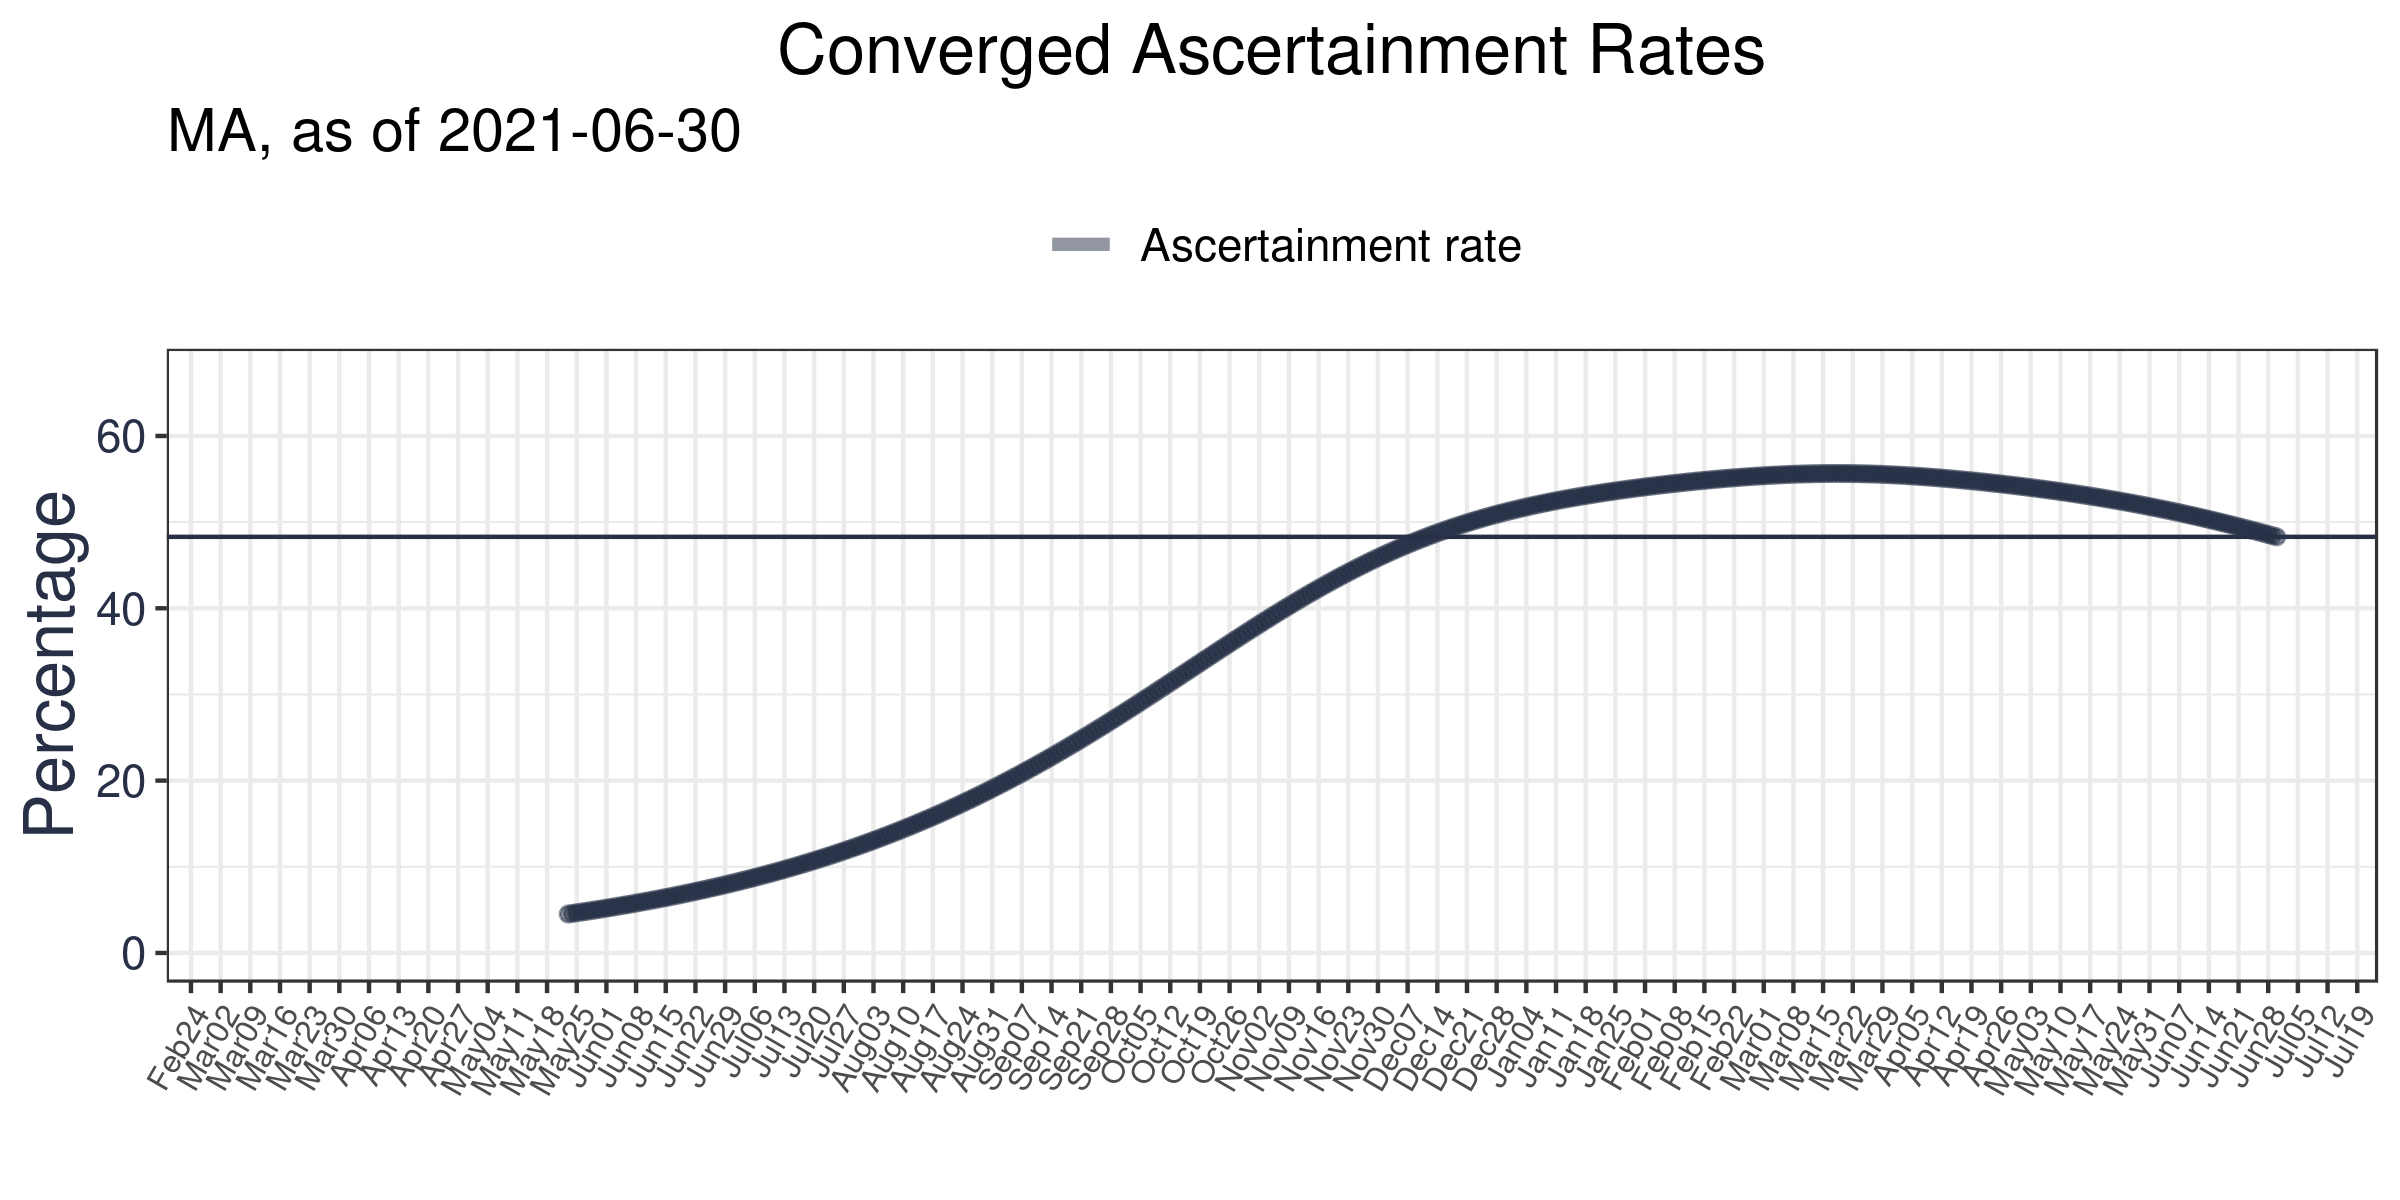 Converged Ascertainment Rates
MA, as of 2021-06-30
Ascertainment rate
Percentage
60
40
20
0
Feb24
Mar02
Mar09
Mar16
Mar23
Mar30
Apr06
Apr13
Apr20
Apr27
May04
May11
May18
May25
Jun01
Jun08
Jun15
Jun22
Jun29
Jul06
Jul13
Jul20
Jul27
Aug03
Aug10
Aug17
Aug24
Aug31
Sep07
Sep14
Sep21
Sep28
Oct05
Oct12
Oct19
Oct26
Nov02
Nov09
Nov16
Nov23
Nov30
Dec07
Dec14
Dec21
Dec28
Jan04
Jan11
Jan18
Jan25
Feb01
Feb08
Feb15
Feb22
Mar01
Mar08
Mar15
Mar22
Mar29
Apr05
Apr12
Apr19
Apr26
May03
May10
May17
May24
May31
Jun07
Jun14
Jun21
Jun28
Jul05
Jul12
Jul19